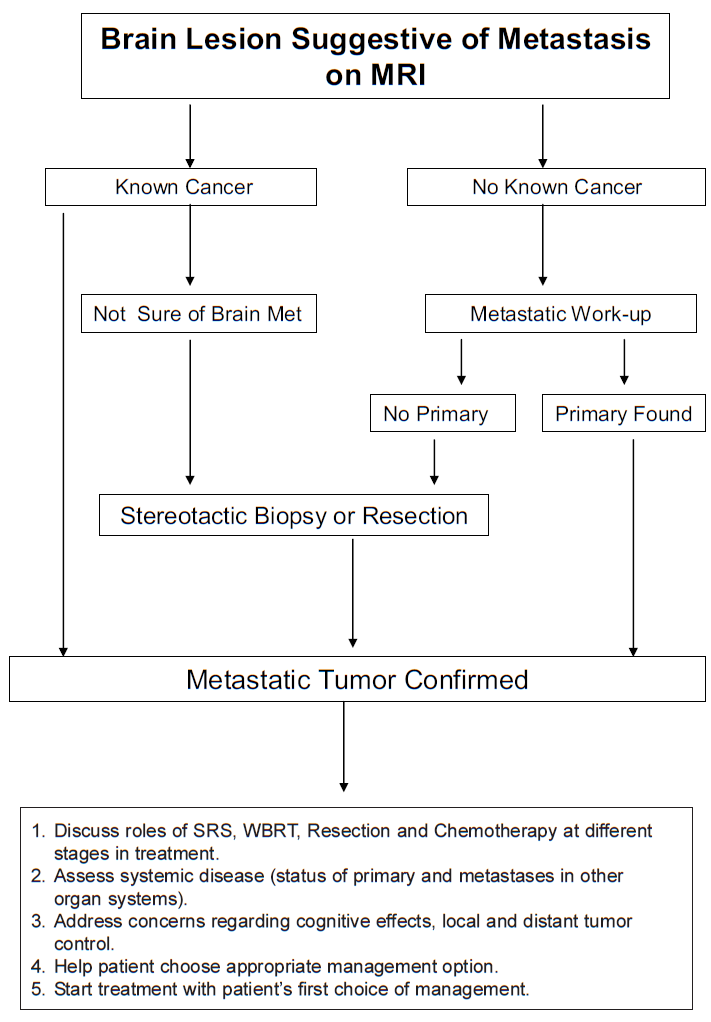 Brain Lesion Suggestive of Metastasis
on MRI
Known Cancer
No Known Cancer
Not Sure of Brain Met
Metastatic Work-up
No Primary
Primary Found
Stereotactic Biopsy or Resection
Metastatic Tumor Confirmed
1. Discuss roles of SRS, WBRT, Resection and Chemotherapy at different
stages in treatment.
2. Assess systemic disease (status of primary and metastases in other
organ systems).
3. Address concerns regarding cognitive effects, local and distant tumor
control.
4. Help patient choose appropriate management option.
5. Start treatment with patient's first choice of management.